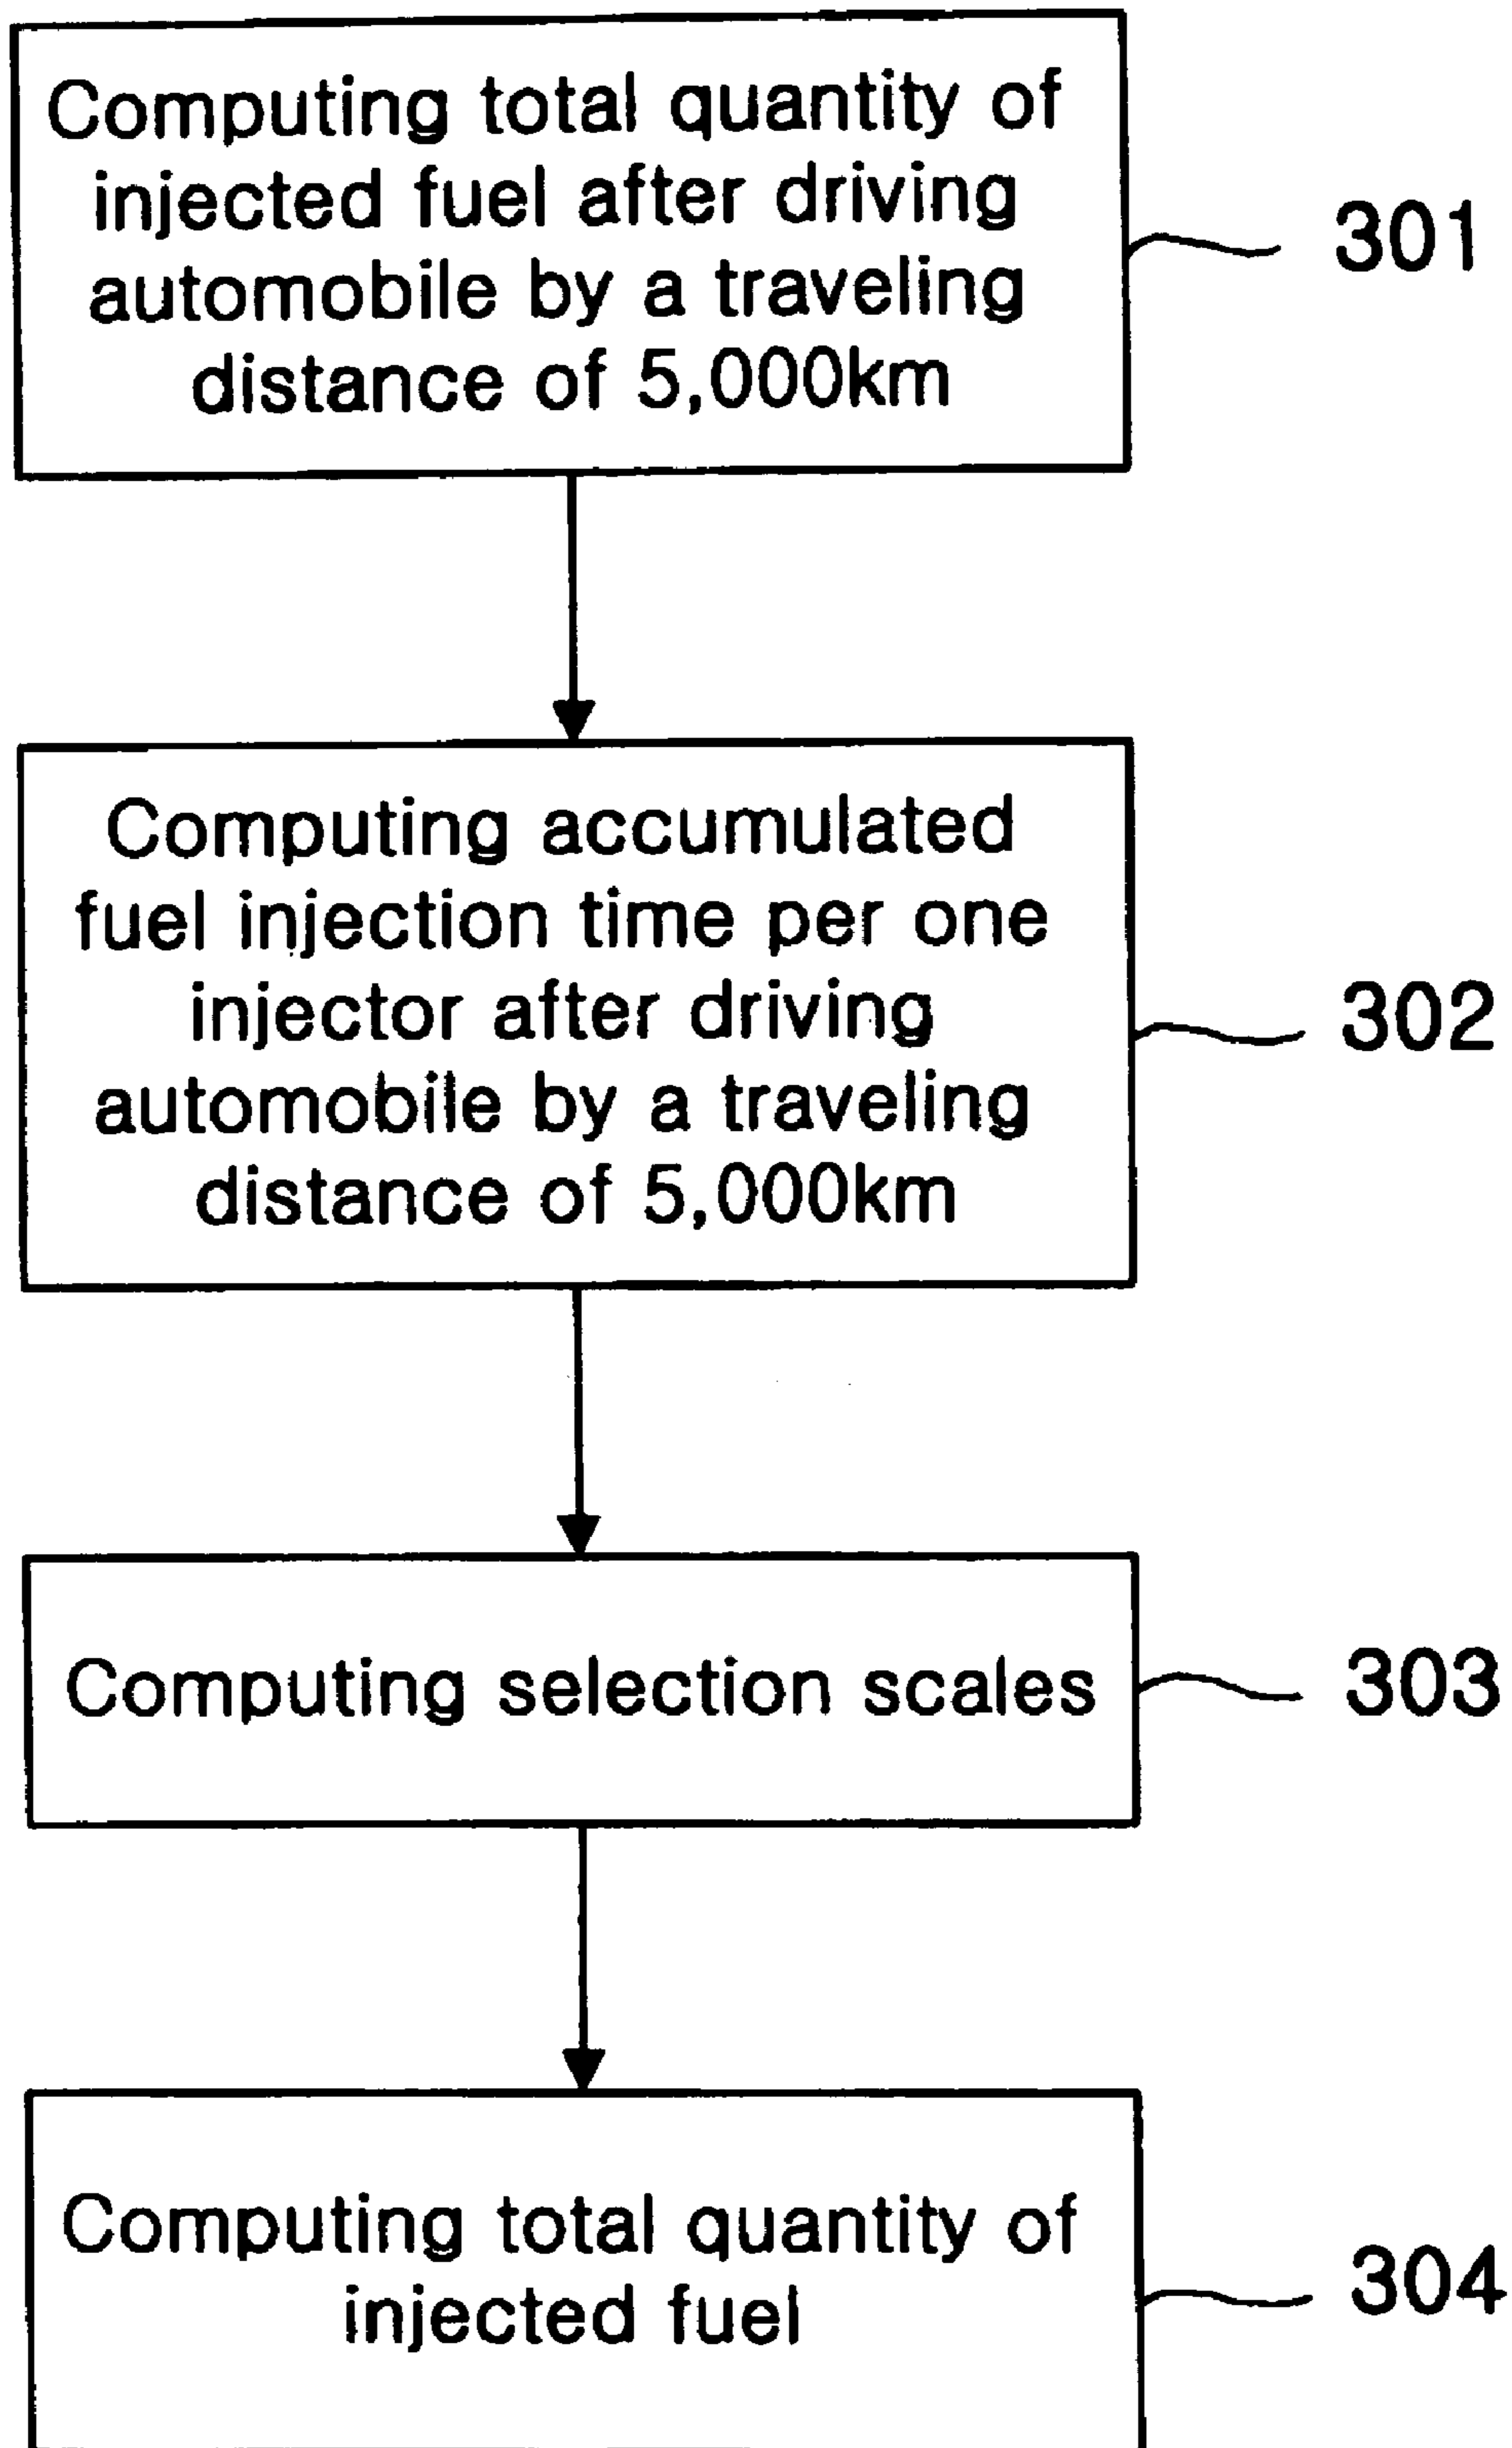 Computing total quantity of
injected fuel after driving
automobile by a traveling
distance of 5,000km
301
Computing accumulated
fuel injection time per one
injector after driving
automobile by a traveling
distance of 5,000km
302
Computing selection scales
303
Computing total quantity of
injected fuel
304